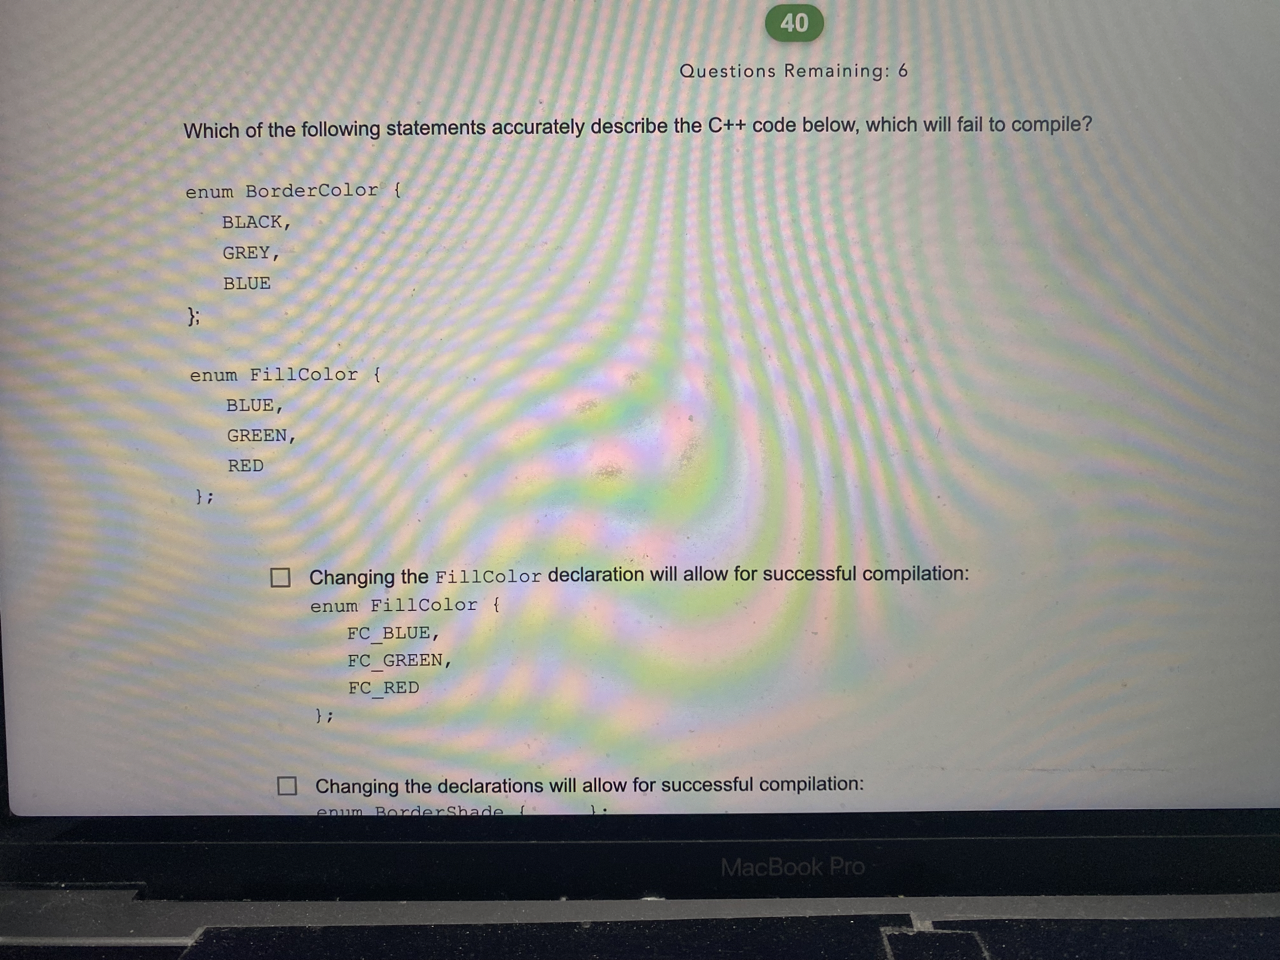 40
Questions Remaining: 6
Which of the following statements accurately describe the C++ code below, which will fail to compile?
enum BorderColor {
BLACK,
GREY,
BLUE
};
enum FillColor {
BLUE,
GREEN,
RED
};
Changing the FillColor declaration will allow for successful compilation:
enum FillColor {
FC_BLUE,
FC_GREEN,
FC_RED
};
Changing the declarations will allow for successful compilation:
enum BorderShade { };
MacBook Pro